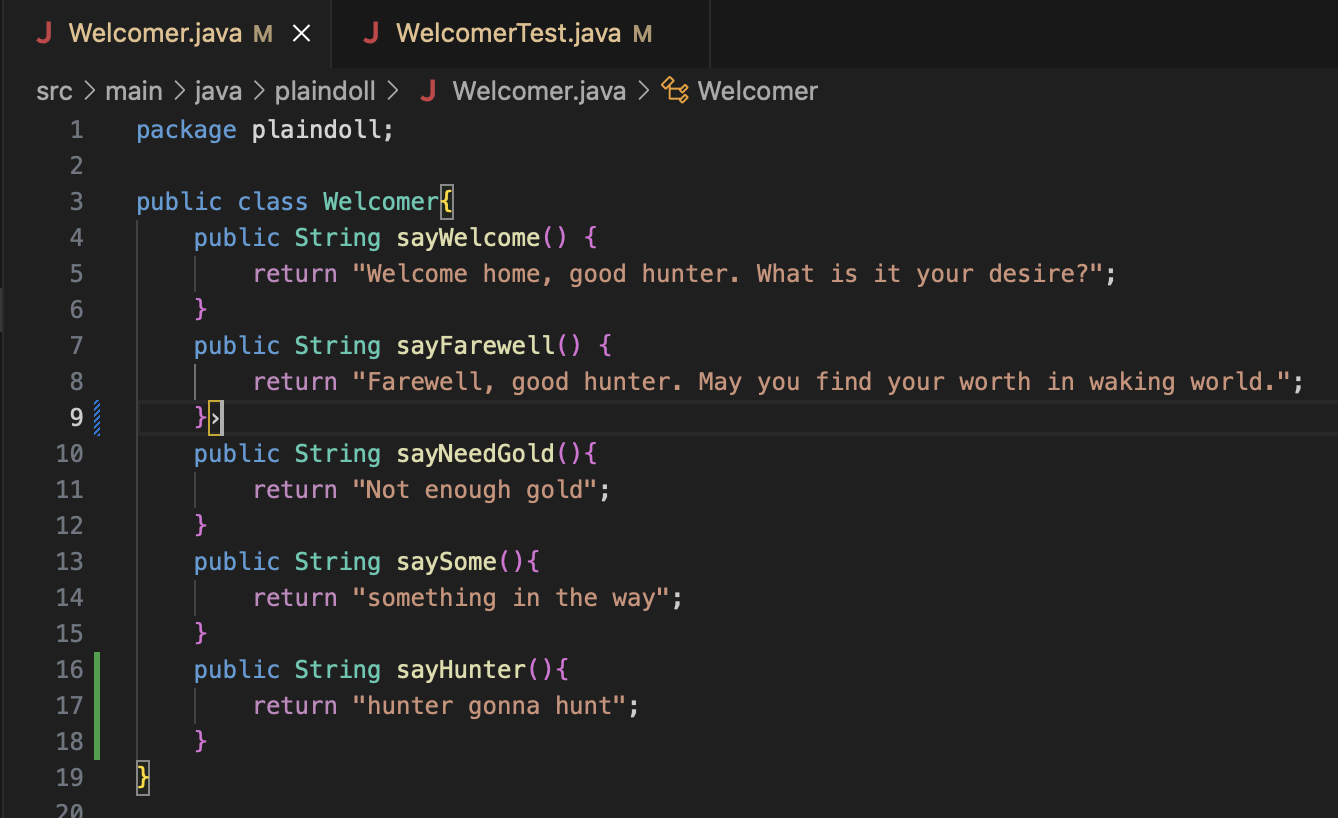 J Welcomer.java M × J WelcomerTest.java M
src > main > java > plaindoll > J Welcomer.java > Welcomer
1 package plaindoll;
2
3 public class Welcomer{
4     public String sayWelcome() {
5         return "Welcome home, good hunter. What is it your desire?";
6     }
7     public String sayFarewell() {
8         return "Farewell, good hunter. May you find your worth in waking world.";
9     }›
10     public String sayNeedGold(){
11         return "Not enough gold";
12     }
13     public String saySome(){
14         return "something in the way";
15     }
16     public String sayHunter(){
17         return "hunter gonna hunt";
18     }
19 }
20